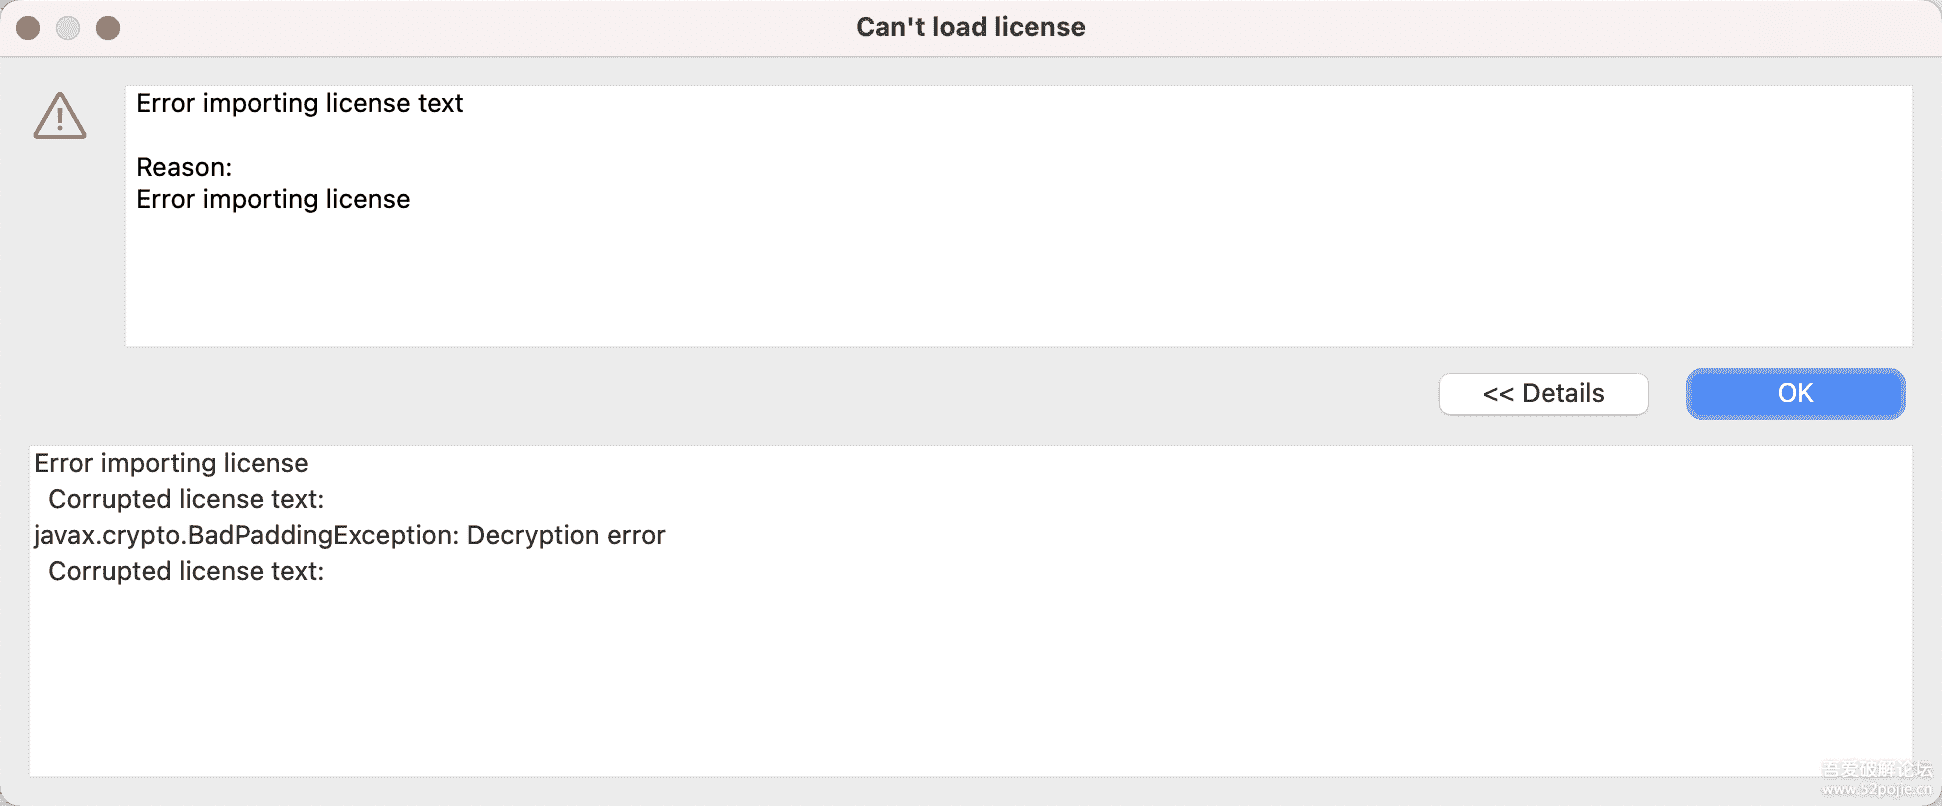 Can't load license
Error importing license text
Reason:
Error importing license
<< Details
OK
Error importing license
Corrupted license text:
javax.crypto.BadPaddingException: Decryption error
Corrupted license text:
吾爱破解论坛
www.52pojie.cn